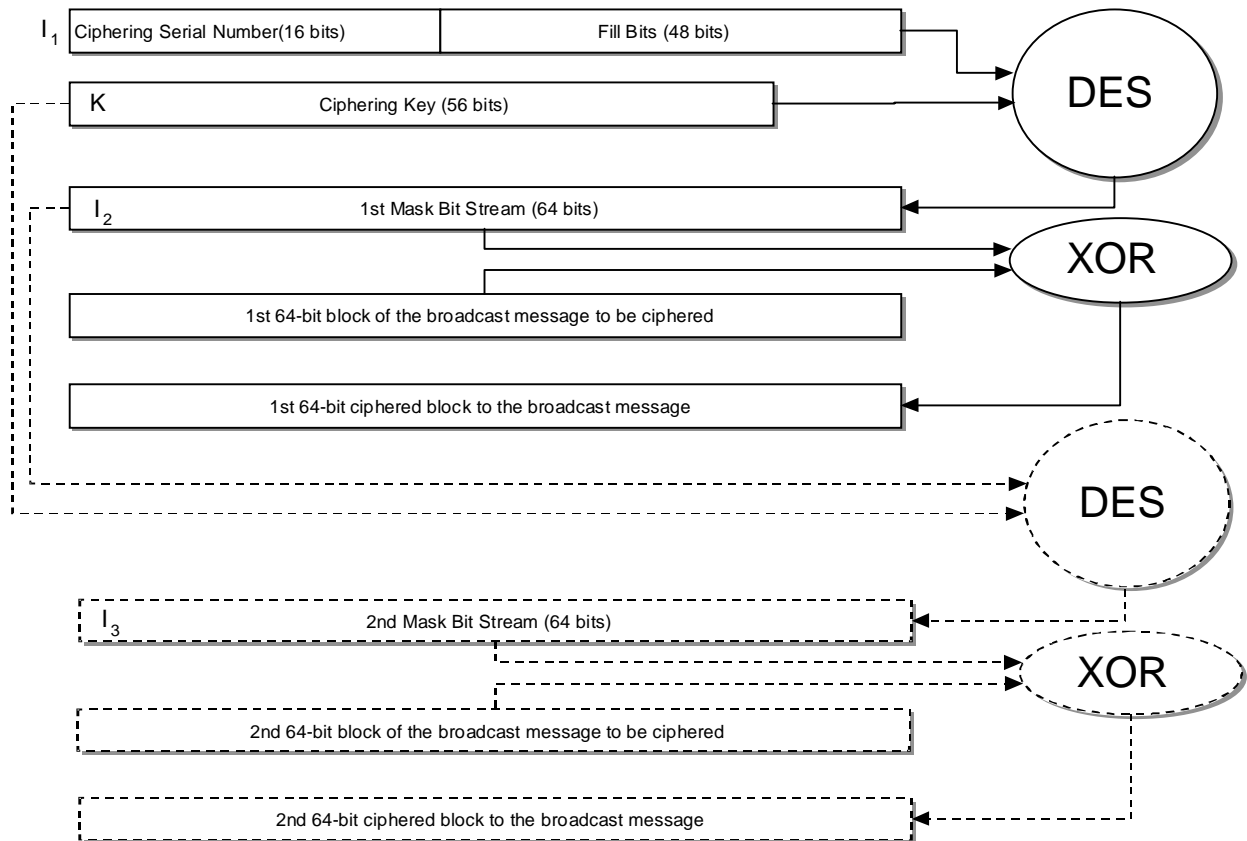 I1 Ciphering Serial Number(16 bits) Fill Bits (48 bits)
DES
K Ciphering Key (56 bits)
I2 1st Mask Bit Stream (64 bits)
XOR
1st 64-bit block of the broadcast message to be ciphered
1st 64-bit ciphered block to the broadcast message
DES
I3 2nd Mask Bit Stream (64 bits)
XOR
2nd 64-bit block of the broadcast message to be ciphered
2nd 64-bit ciphered block to the broadcast message